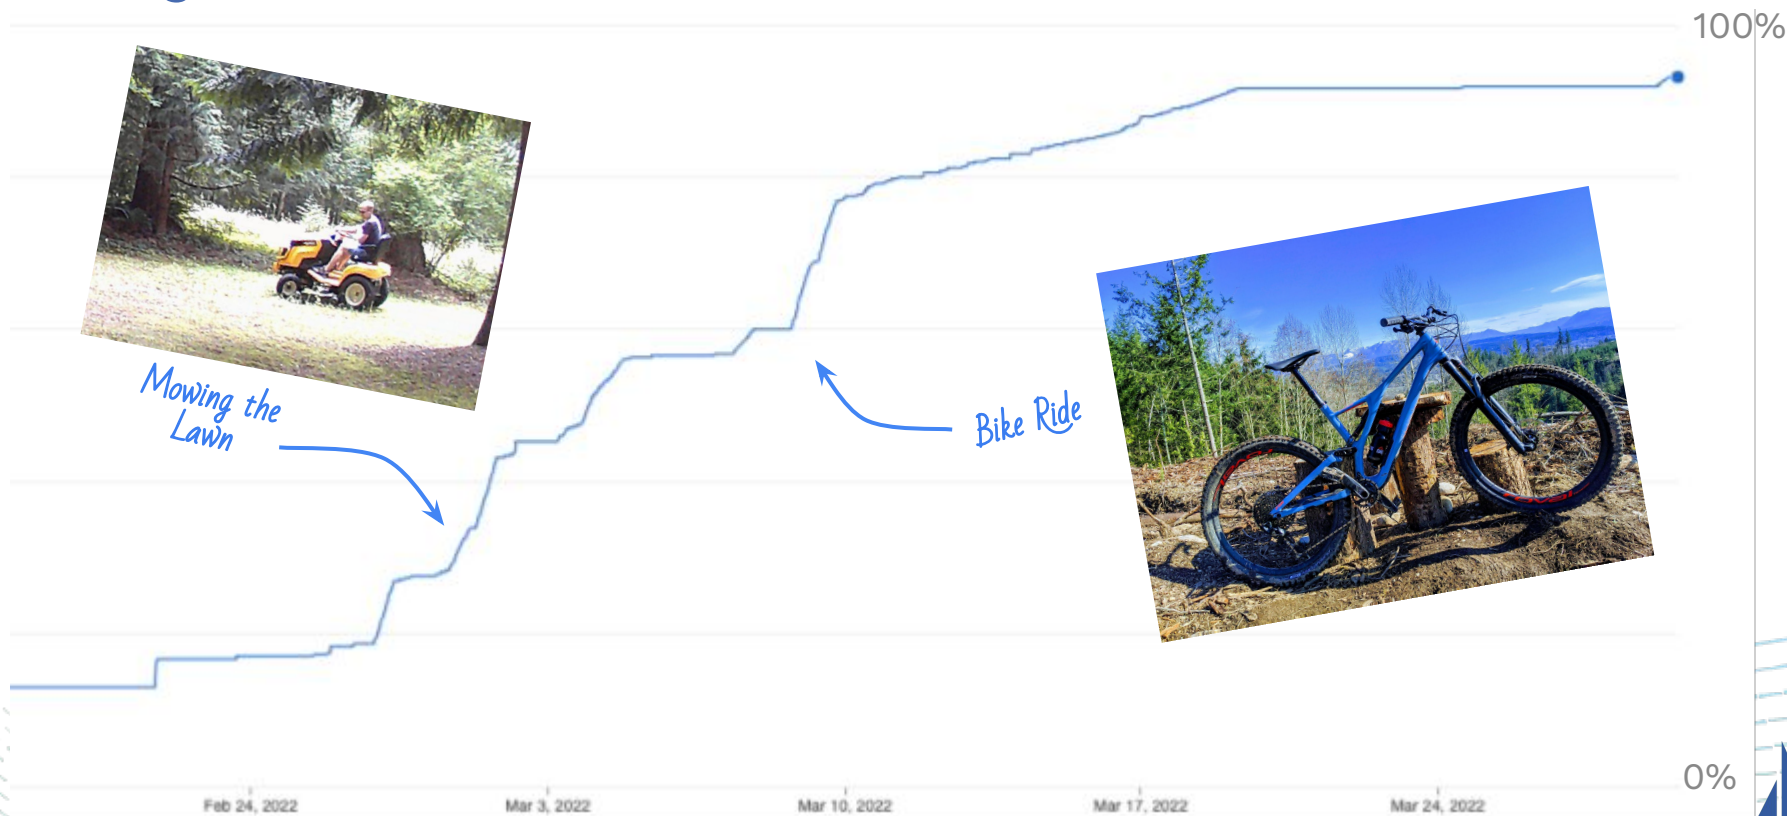 100%
Mowing the
Lawn
Bike Ride
0%
Feb 24, 2022
Mar 3, 2022
Mar 10, 2022
Mar 17, 2022
Mar 24, 2022